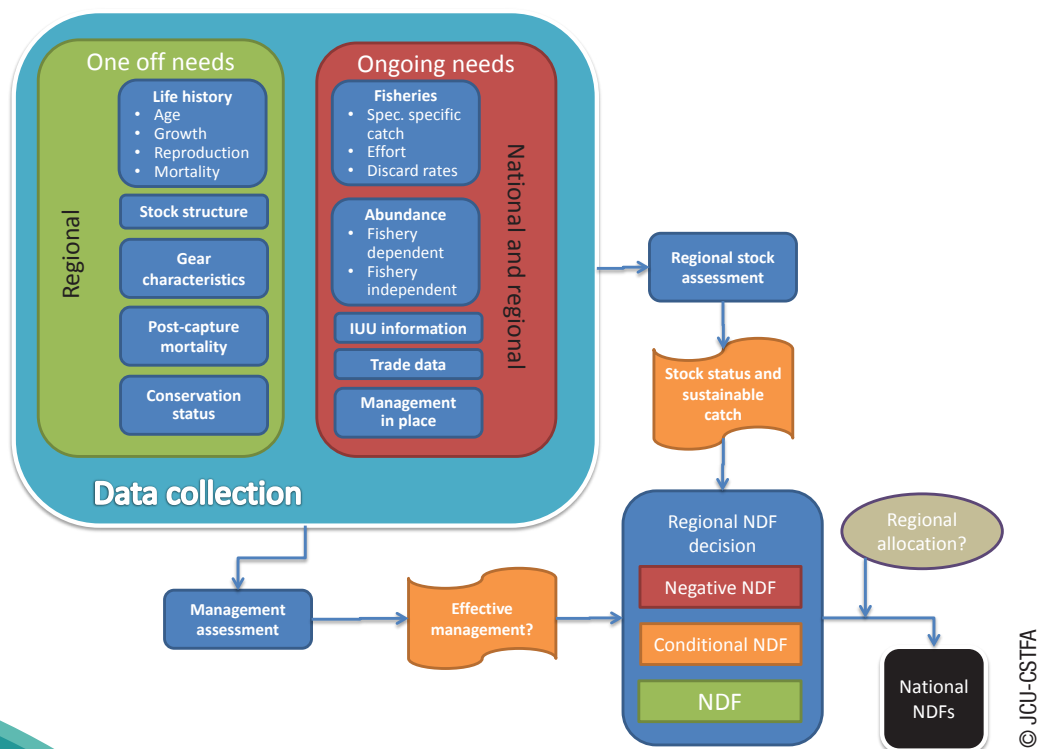 One off needs
Regional
Life history
• Age
• Growth
• Reproduction
• Mortality
Stock structure
Gear
characteristics
Post-capture
mortality
Conservation
status
Ongoing needs
National and regional
Fisheries
• Spec. specific
catch
• Effort
• Discard rates
Abundance
• Fishery
dependent
• Fishery
independent
IUU information
Trade data
Management
in place
Data collection
Regional stock
assessment
Stock status and
sustainable
catch
Management
assessment
Effective
management?
Regional NDF
decision
Negative NDF
Conditional NDF
NDF
Regional
allocation?
National
NDFs
© JCU-CSTFA